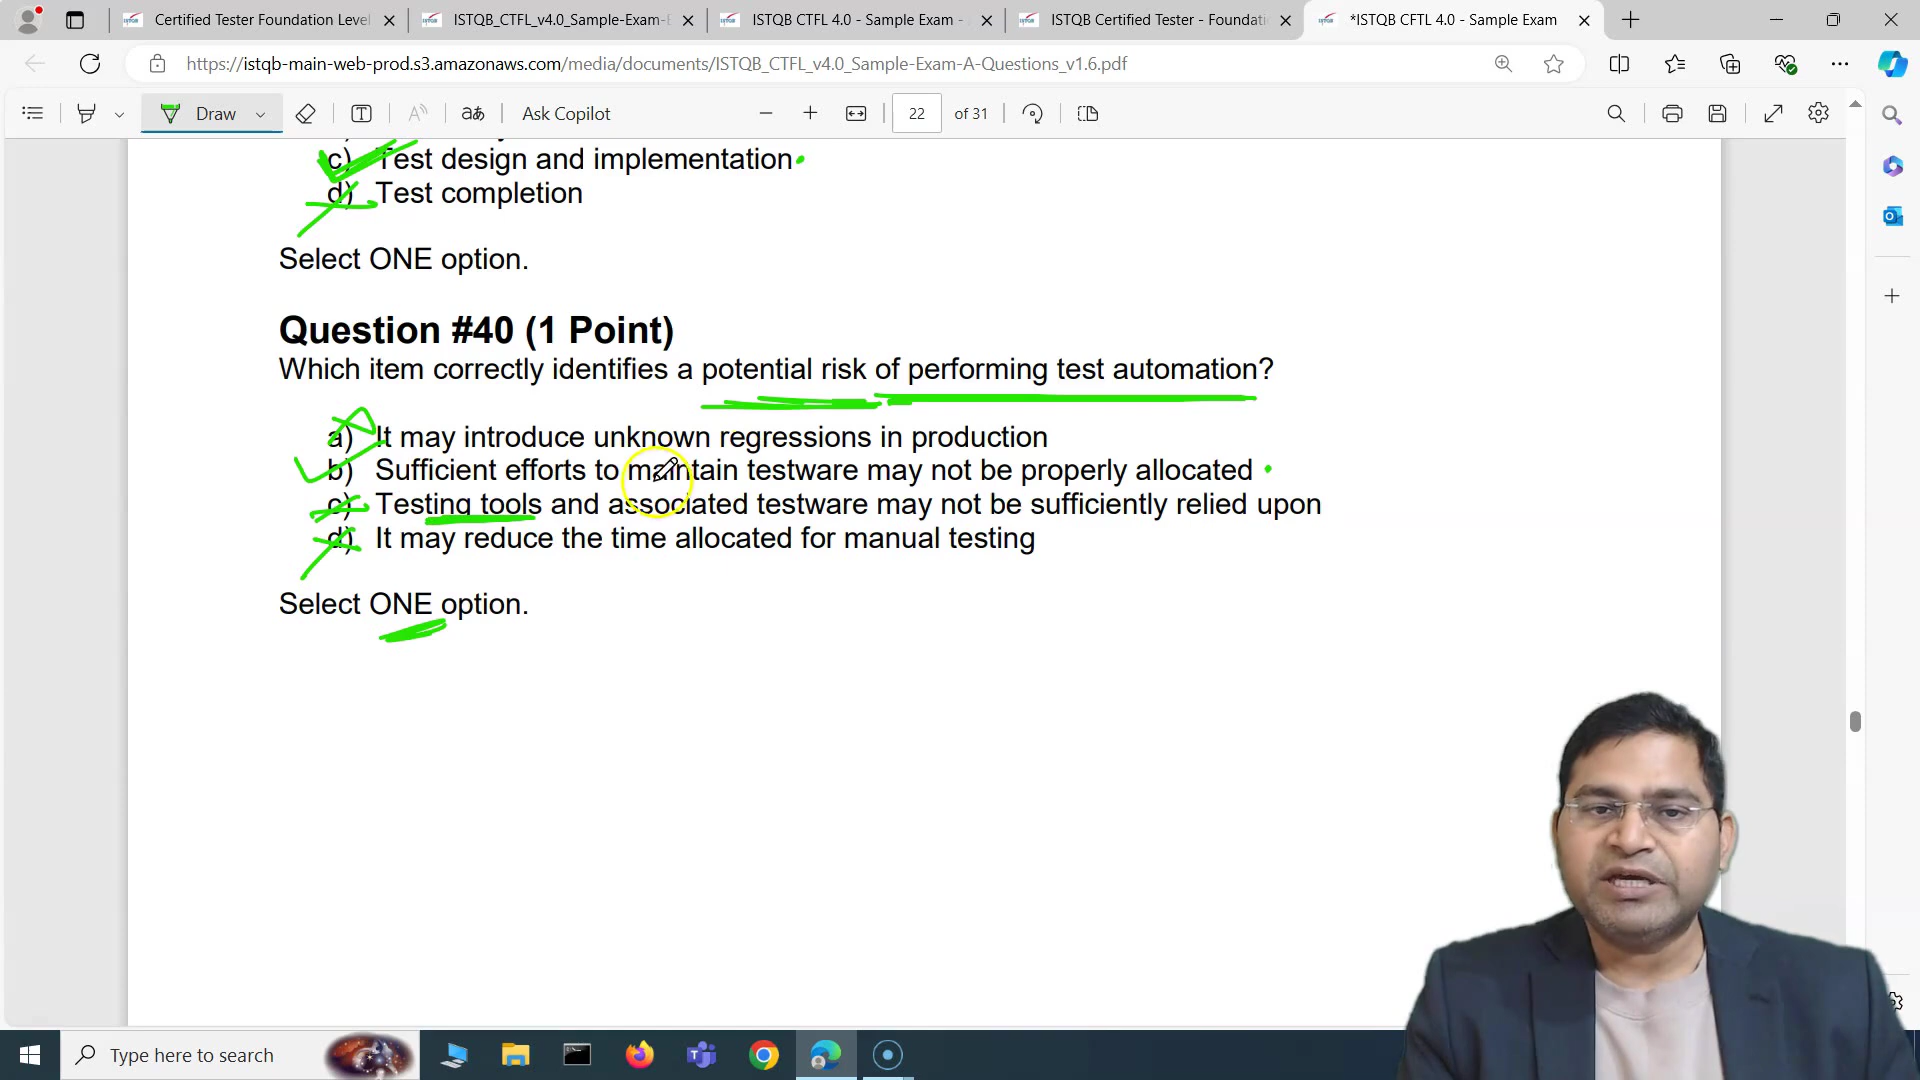 Certified Tester Foundation Level
ISTQB_CTFL_v4.0_Sample-Exam-E
ISTQB CTFL 4.0 - Sample Exam -
ISTQB Certified Tester - Foundati
*ISTQB CFTL 4.0 - Sample Exam
https://istqb-main-web-prod.s3.amazonaws.com/media/documents/ISTQB_CTFL_v4.0_Sample-Exam-A-Questions_v1.6.pdf
Draw
aあ
Ask Copilot
22 of 31
c) Test design and implementation
d) Test completion
Select ONE option.
Question #40 (1 Point)
Which item correctly identifies a potential risk of performing test automation?
a) It may introduce unknown regressions in production
b) Sufficient efforts to maintain testware may not be properly allocated
c) Testing tools and associated testware may not be sufficiently relied upon
d) It may reduce the time allocated for manual testing
Select ONE option.
Type here to search